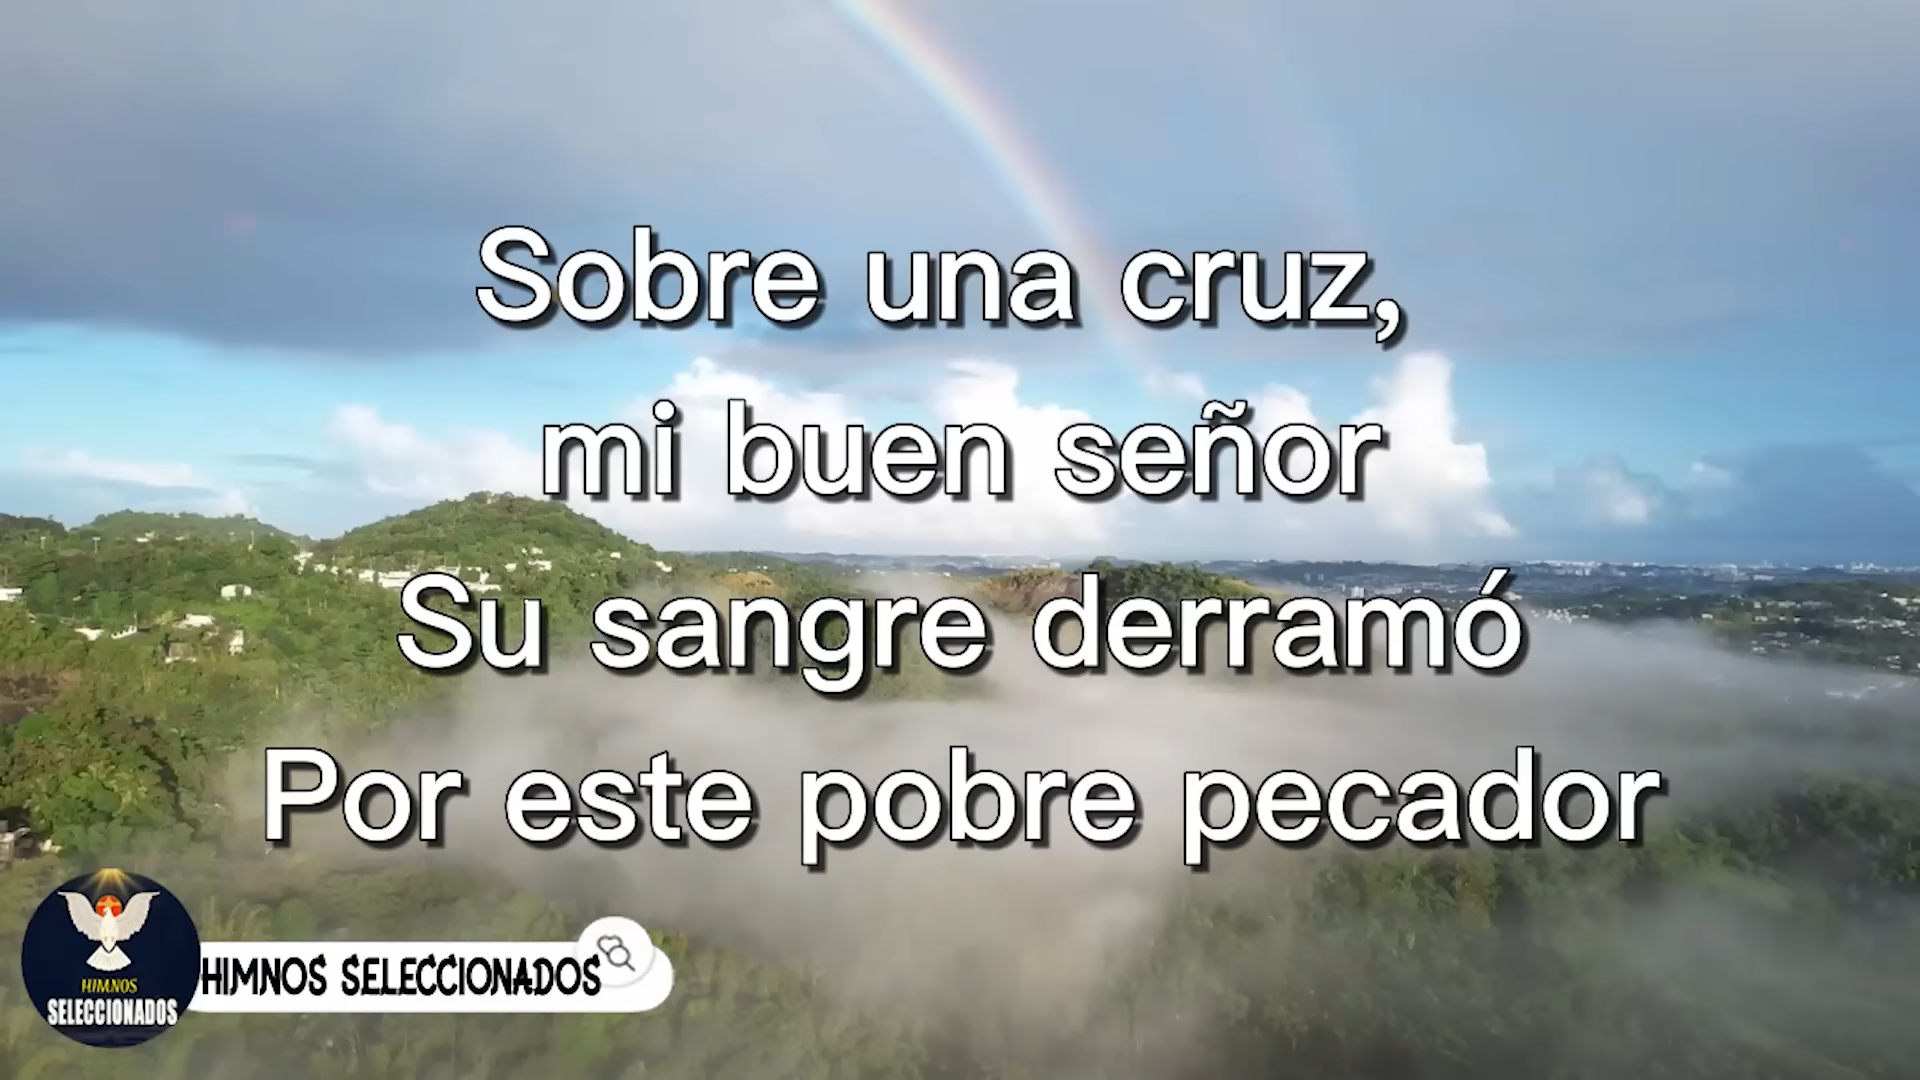 Sobre una cruz,
mi buen señor
Su sangre derramó
Por este pobre pecador
HIMNOS
SELECCIONADOS
HIMNOS SELECCIONADOS